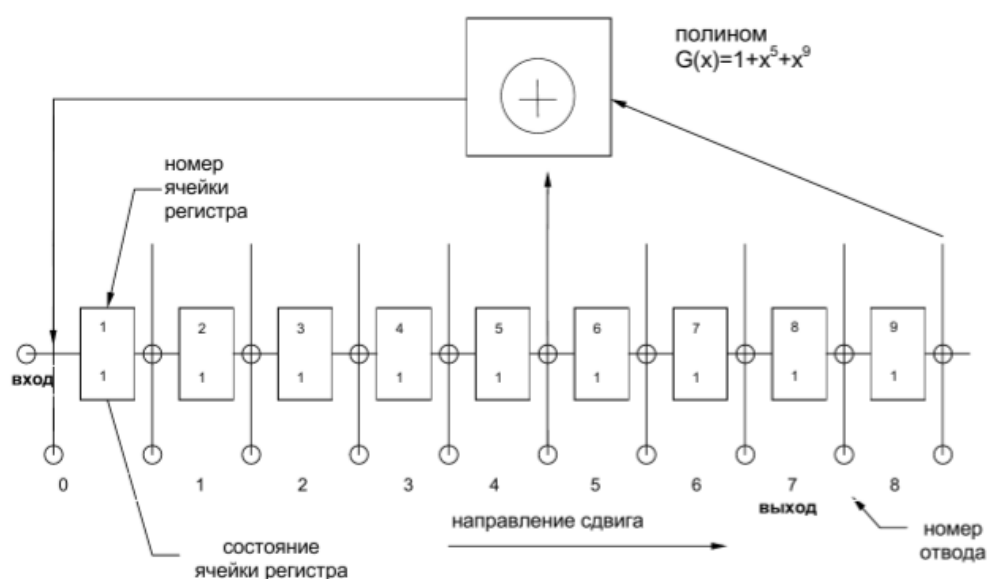 полином
G(x)=1+x⁵+x⁹
номер
ячейки
регистра
1 2 3 4 5 6 7 8 9
вход
1 1 1 1 1 1 1 1 1
0 1 2 3 4 5 6 7 8
выход
направление сдвига
номер
отвода
состояние
ячейки регистра